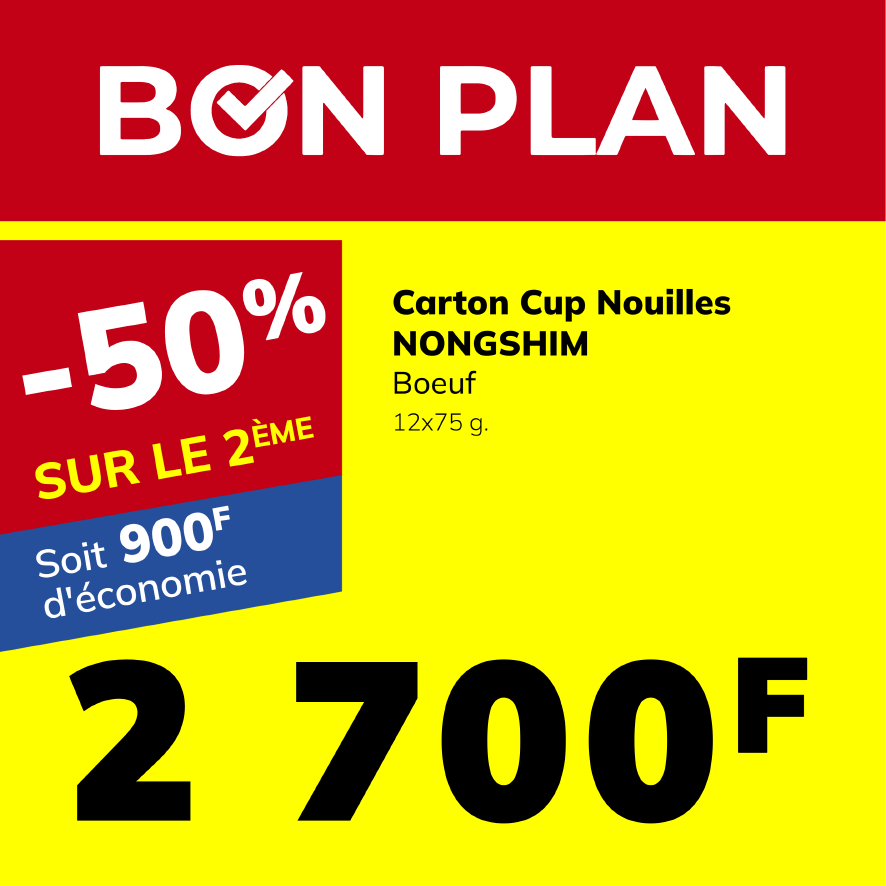 BON PLAN
-50%
SUR LE 2ÈME
Soit 900F
d'économie
Carton Cup Nouilles
NONGSHIM
Boeuf
12x75 g.
2 700F